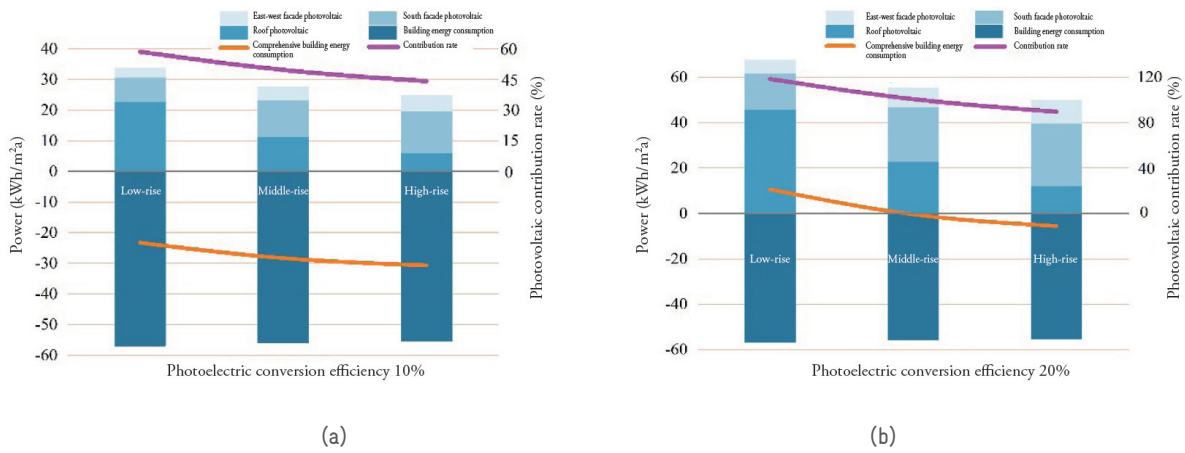 East-west facade photovoltaic
South facade photovoltaic
Roof photovoltaic
Building energy consumption
Comprehensive building energy
consumption
Contribution rate
40
30
20
10
0
-10
-20
-30
-40
-50
-60
Power (kWh/m²a)
60
45
30
15
0
Photovoltaic contribution rate (%)
Low-rise
Middle-rise
High-rise
Photoelectric conversion efficiency 10%
(a)
East-west facade photovoltaic
South facade photovoltaic
Roof photovoltaic
Building energy consumption
Comprehensive building energy
consumption
Contribution rate
60
40
20
0
-20
-40
-60
Power (kWh/m²a)
120
80
40
0
Photovoltaic contribution rate (%)
Low-rise
Middle-rise
High-rise
Photoelectric conversion efficiency 20%
(b)